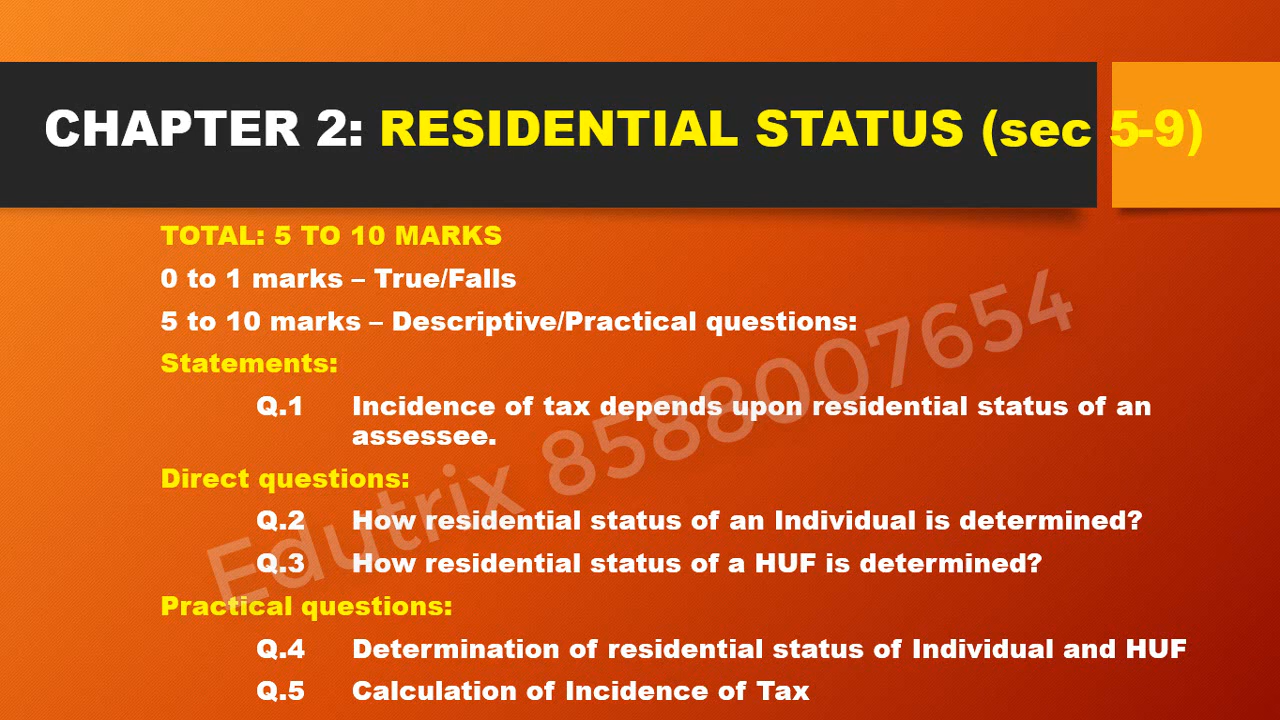 CHAPTER 2: RESIDENTIAL STATUS (sec 5-9)
TOTAL: 5 TO 10 MARKS
0 to 1 marks – True/Falls
5 to 10 marks – Descriptive/Practical questions:
Statements:
Q.1 Incidence of tax depends upon residential status of an
assessee.
Direct questions:
Q.2 How residential status of an Individual is determined?
Q.3 How residential status of a HUF is determined?
Practical questions:
Q.4 Determination of residential status of Individual and HUF
Q.5 Calculation of Incidence of Tax
Edutrix 8588007654